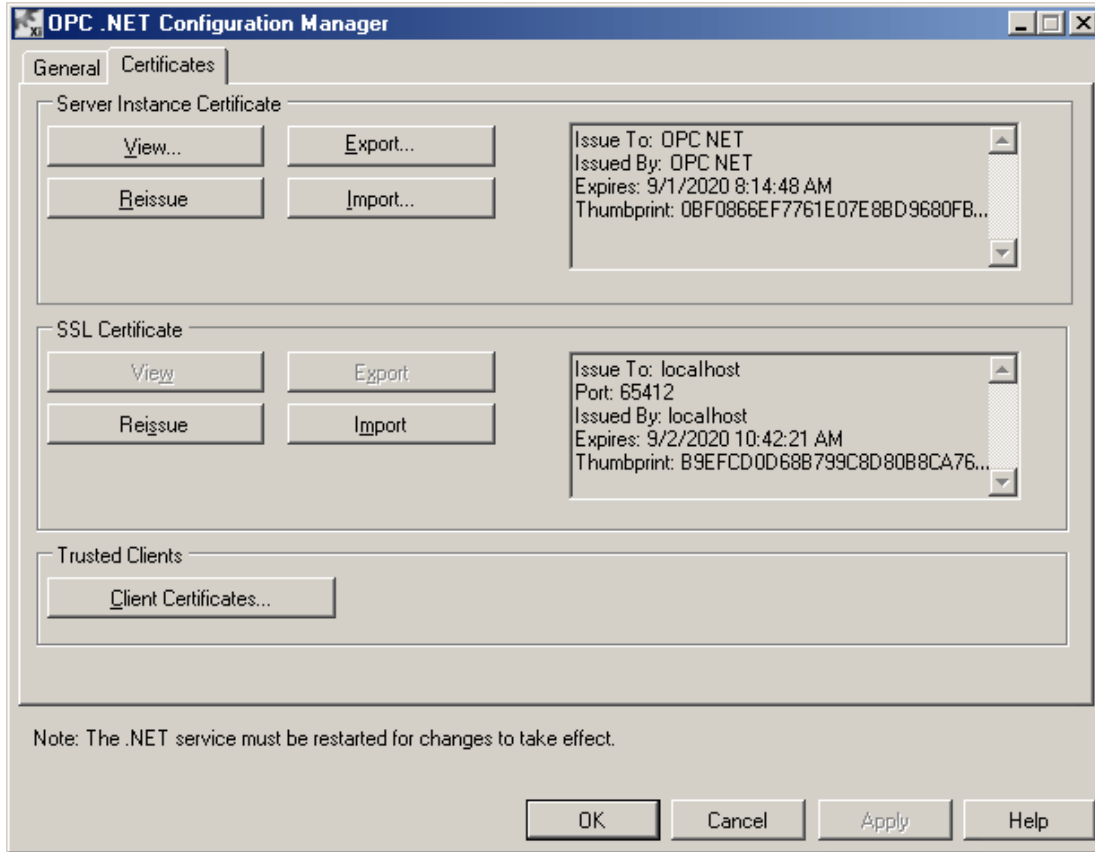 OPC .NET Configuration Manager
General
Certificates
Server Instance Certificate
View...
Export...
Reissue
Import...
Issue To: OPC NET
Issued By: OPC NET
Expires: 9/1/2020 8:14:48 AM
Thumbprint: 0BF0866EF7761E07E8BD9680FB...
SSL Certificate
View
Export
Reissue
Import
Issue To: localhost
Port: 65412
Issued By: localhost
Expires: 9/2/2020 10:42:21 AM
Thumbprint: B9EFCD0D68B799C8D80B8CA76...
Trusted Clients
Client Certificates...
Note: The .NET service must be restarted for changes to take effect.
OK
Cancel
Apply
Help